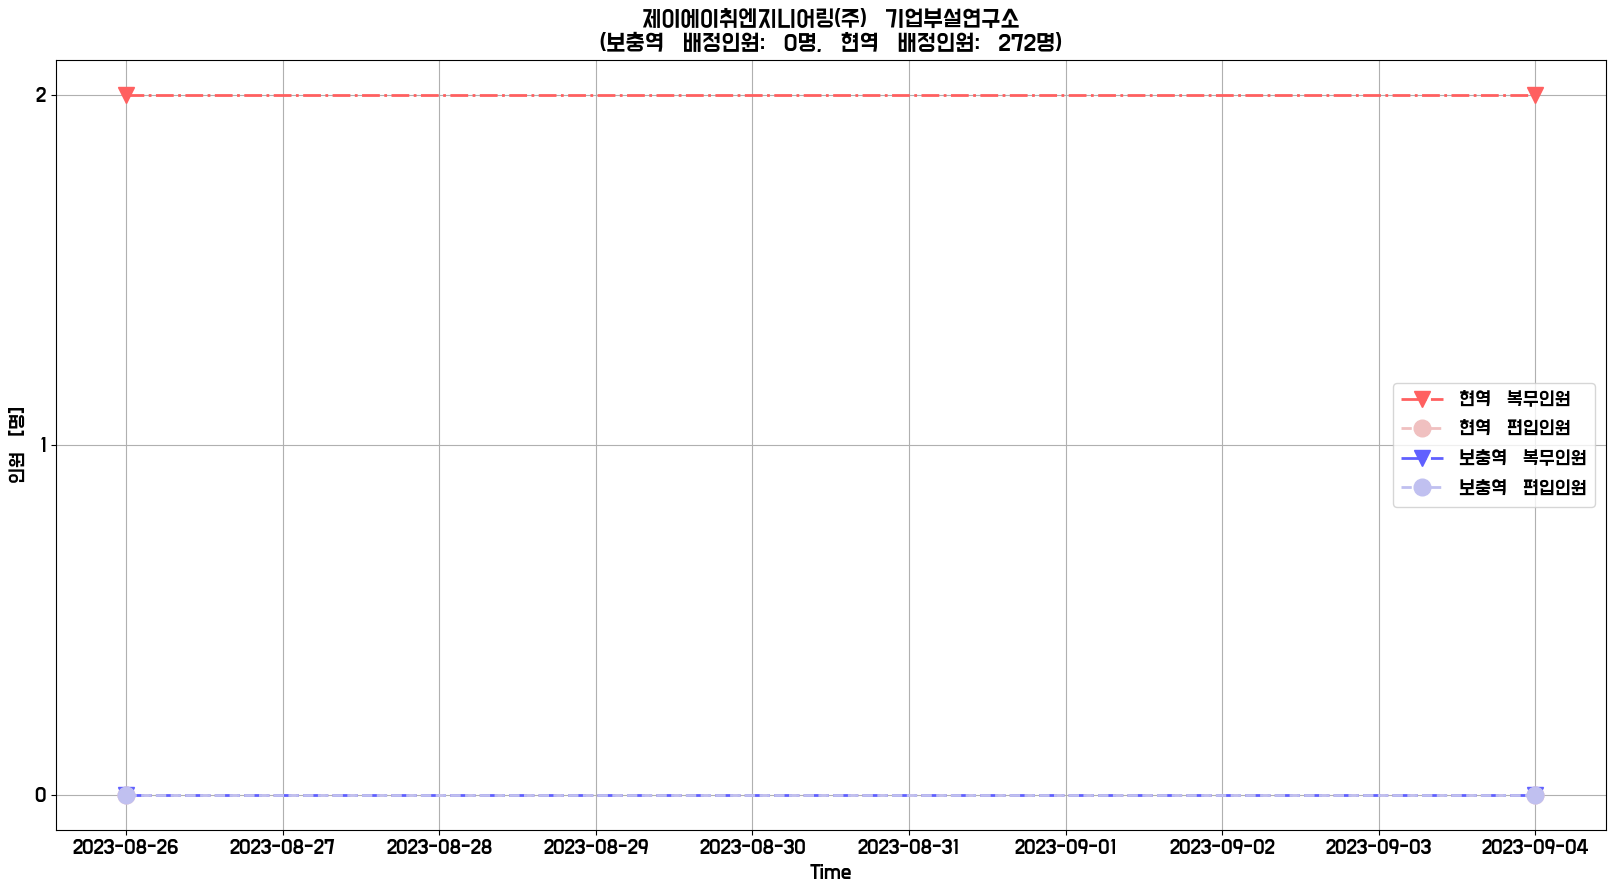 제이에이취엔지니어링(주) 기업부설연구소
(보충역 배정인원: 0명, 현역 배정인원: 272명)
인원 [명]
2
1
0
현역 복무인원
현역 편입인원
보충역 복무인원
보충역 편입인원
2023-08-26 2023-08-27 2023-08-28 2023-08-29 2023-08-30 2023-08-31 2023-09-01 2023-09-02 2023-09-03 2023-09-04
Time